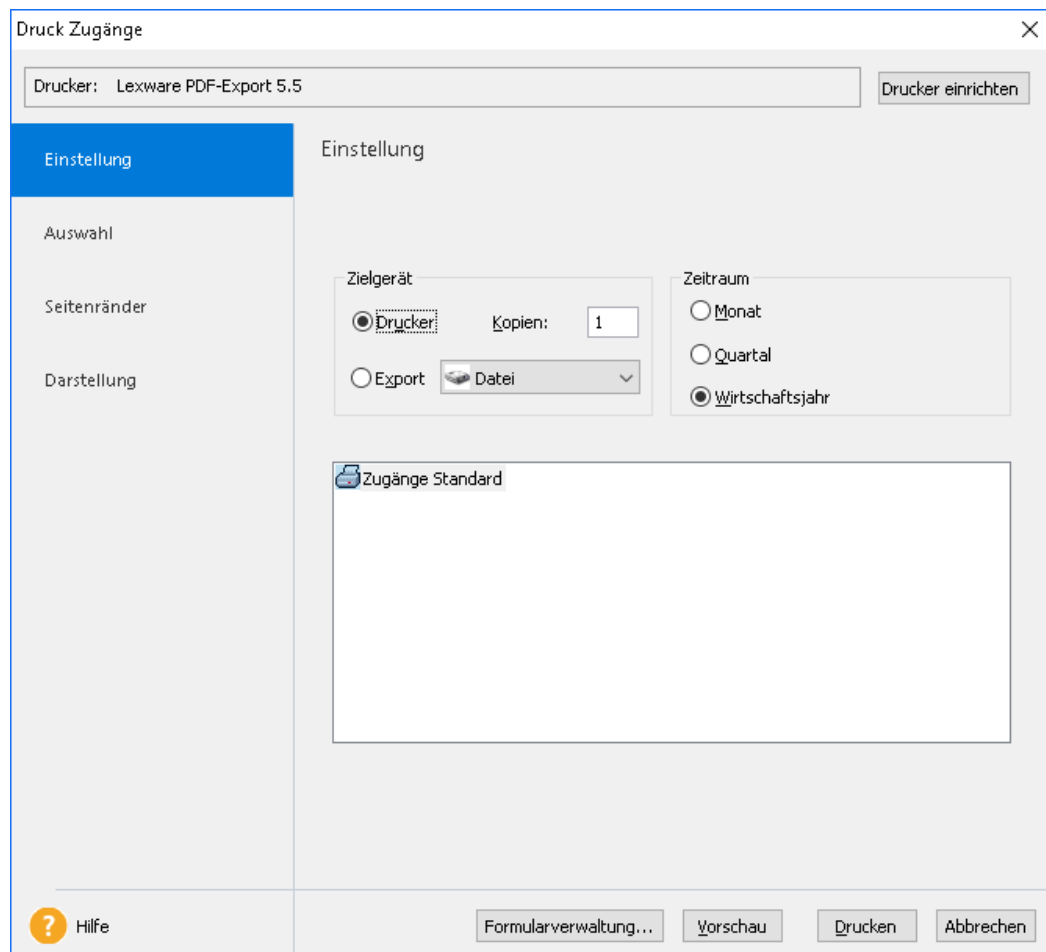 Druck Zugänge
Drucker: Lexware PDF-Export 5.5
Drucker einrichten
Einstellung
Auswahl
Seitenränder
Darstellung
Einstellung
Zielgerät
Drucker Kopien: 1
Export Datei
Zeitraum
Monat
Quartal
Wirtschaftsjahr
Zugänge Standard
? Hilfe
Formularverwaltung... Vorschau Drucken Abbrechen